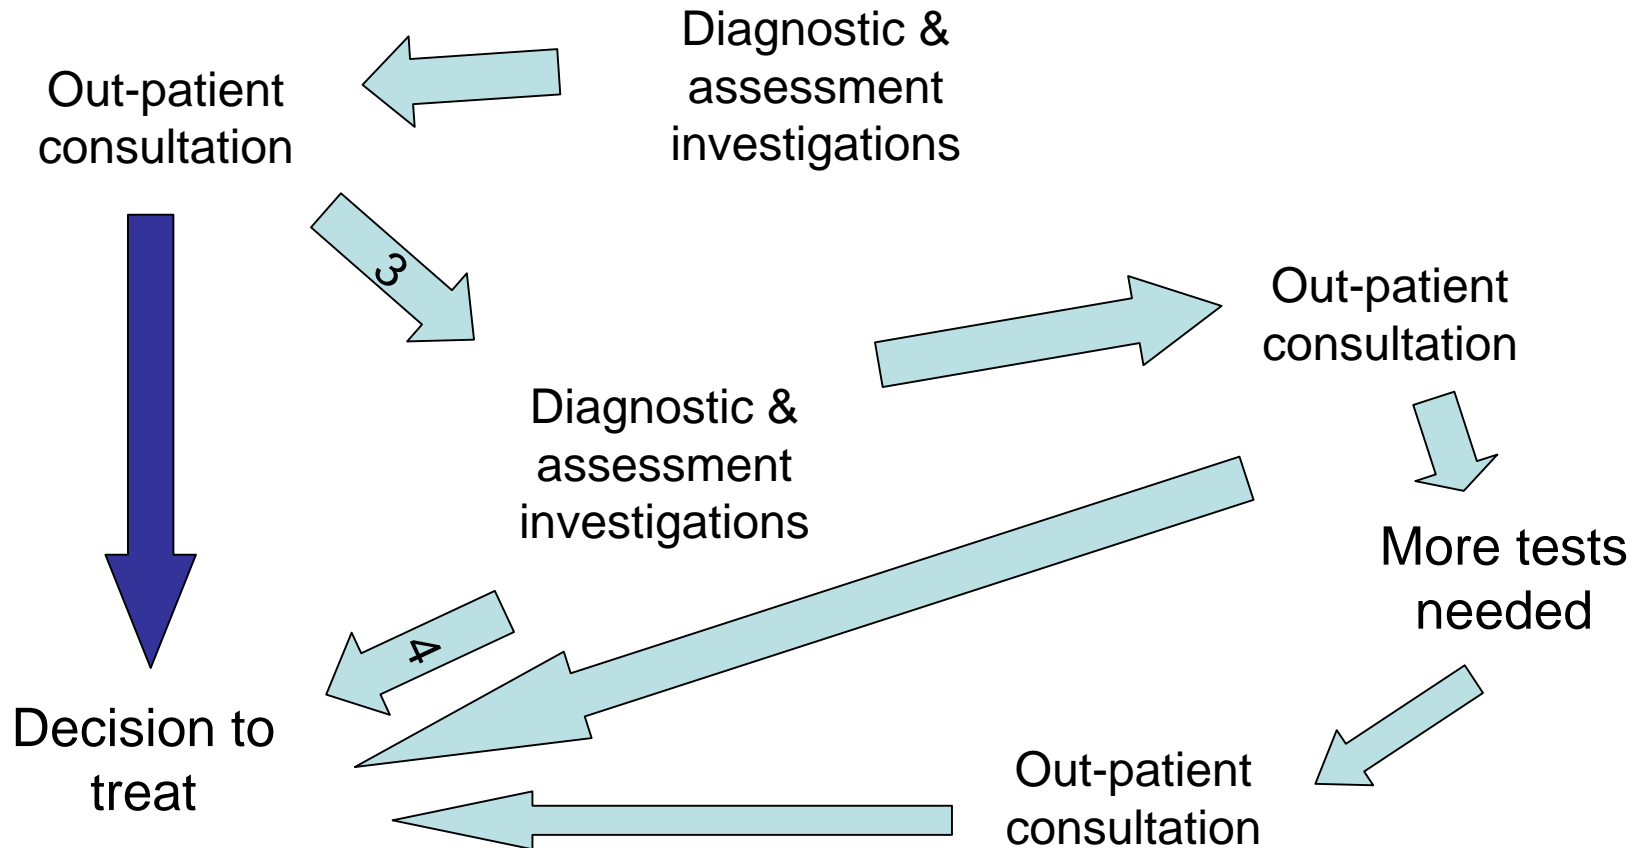 Diagnostic &
assessment
investigations
Out-patient
consultation
3
Out-patient
consultation
Diagnostic &
assessment
investigations
More tests
needed
4
Decision to
treat
Out-patient
consultation